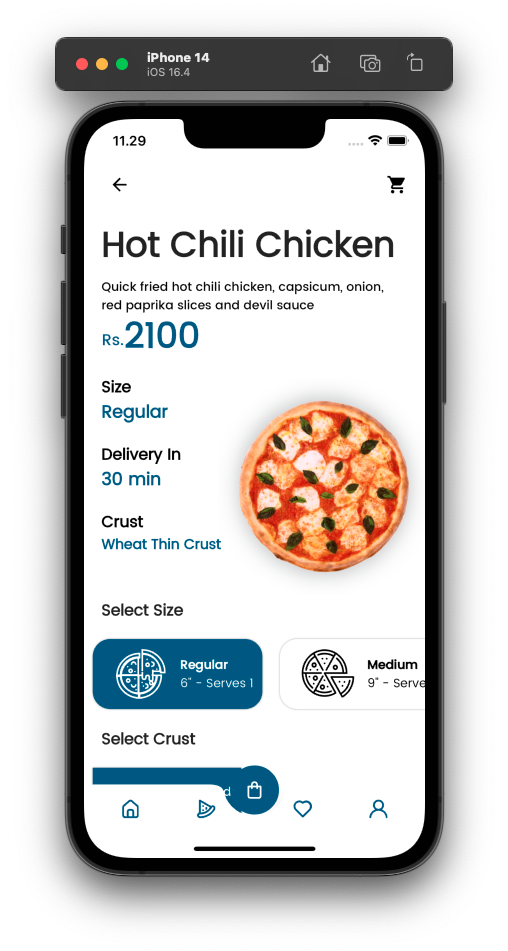 iPhone 14
iOS 16.4
11.29
Hot Chili Chicken
Quick fried hot chili chicken, capsicum, onion,
red paprika slices and devil sauce
Rs.2100
Size
Regular
Delivery In
30 min
Crust
Wheat Thin Crust
Select Size
Regular
6" - Serves 1
Medium
9" - Serve
Select Crust
d